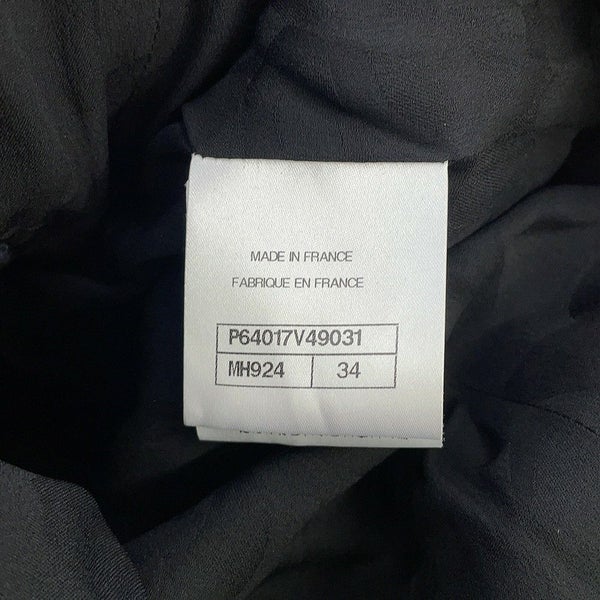 MADE IN FRANCE
FABRIQUE EN FRANCE
P64017V49031
MH924 34